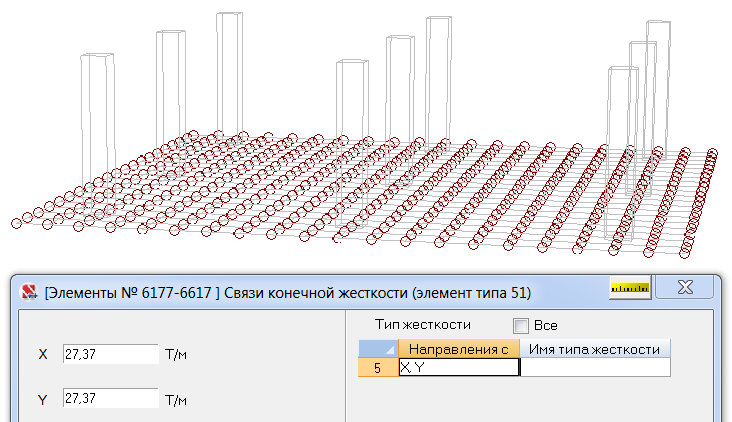 [Элементы № 6177-6617 ] Связи конечной жесткости (элемент типа 51)
Тип жесткости Все
Направления с Имя типа жесткости
X 27,37 Т/м
5 X,Y
Y 27,37 Т/м